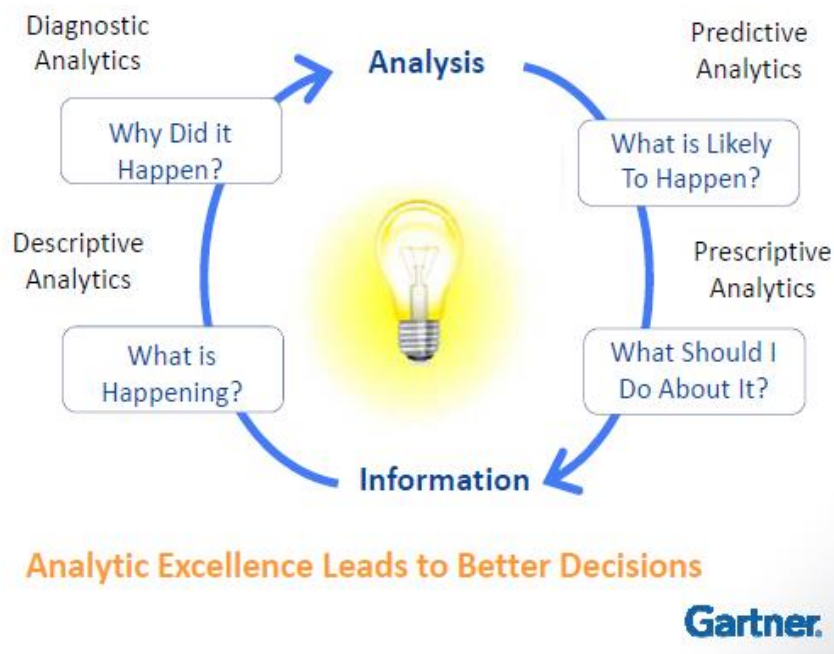 Diagnostic
Analytics
Analysis
Predictive
Analytics
Why Did it
Happen?
What is Likely
To Happen?
Descriptive
Analytics
Prescriptive
Analytics
What is
Happening?
What Should I
Do About It?
Information
Analytic Excellence Leads to Better Decisions
Gartner.